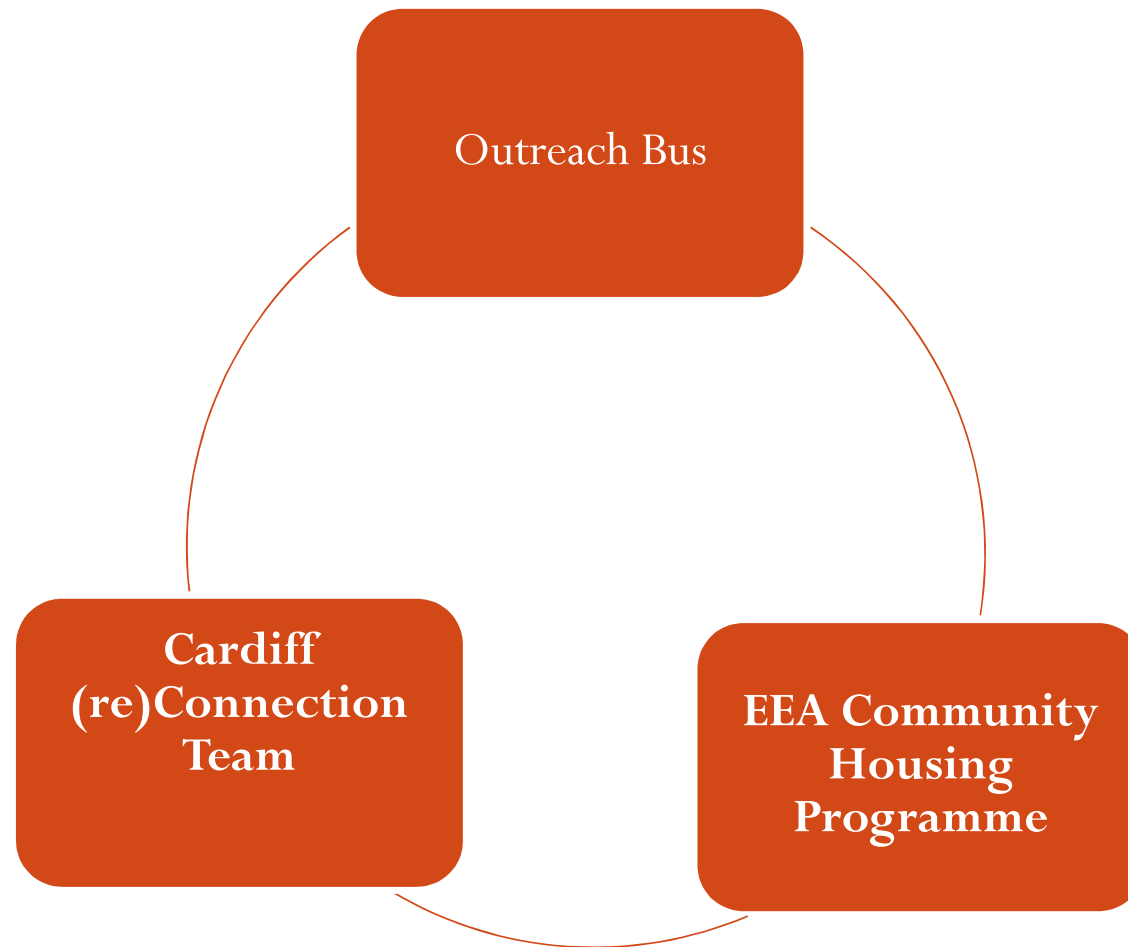 Outreach Bus
Cardiff
(re)Connection
Team
EEA Community
Housing
Programme